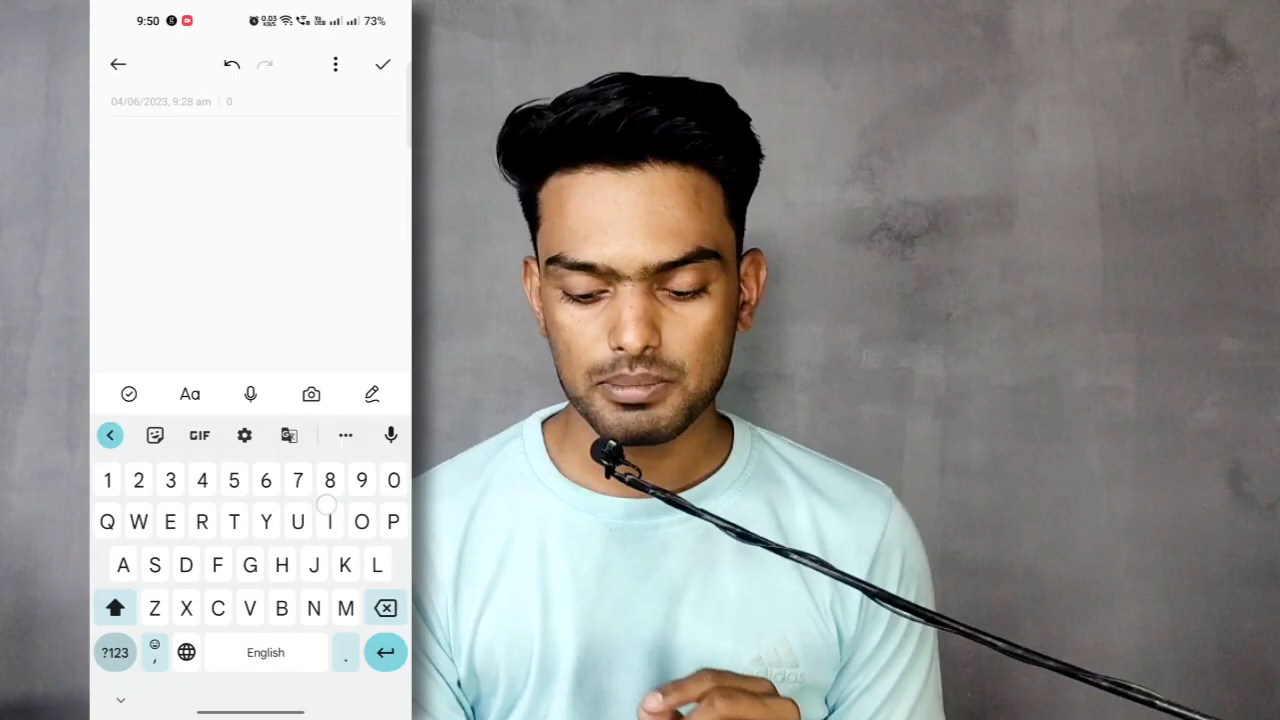 9:50 73%
04/06/2023, 9:28 am 0
Aa
GIF
1 2 3 4 5 6 7 8 9 0
Q W E R T Y U I O P
A S D F G H J K L
Z X C V B N M
?123 , English .
adidas